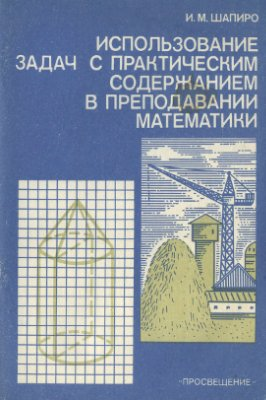 И. М. ШАПИРО
ИСПОЛЬЗОВАНИЕ
ЗАДАЧ С ПРАКТИЧЕСКИМ
СОДЕРЖАНИЕМ
В ПРЕПОДАВАНИИ
МАТЕМАТИКИ
«ПРОСВЕЩЕНИЕ»